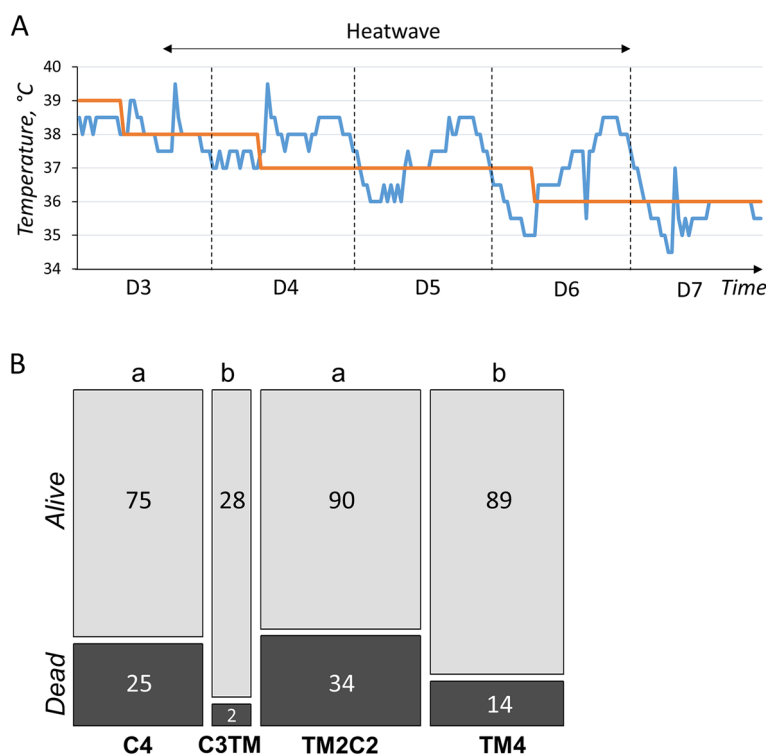 A
Heatwave
Temperature, °C
40
39
38
37
36
35
34
D3 D4 D5 D6 D7 Time
B
a b a b
Alive
75 28 90 89
Dead
25 2 34 14
C4 C3TM TM2C2 TM4